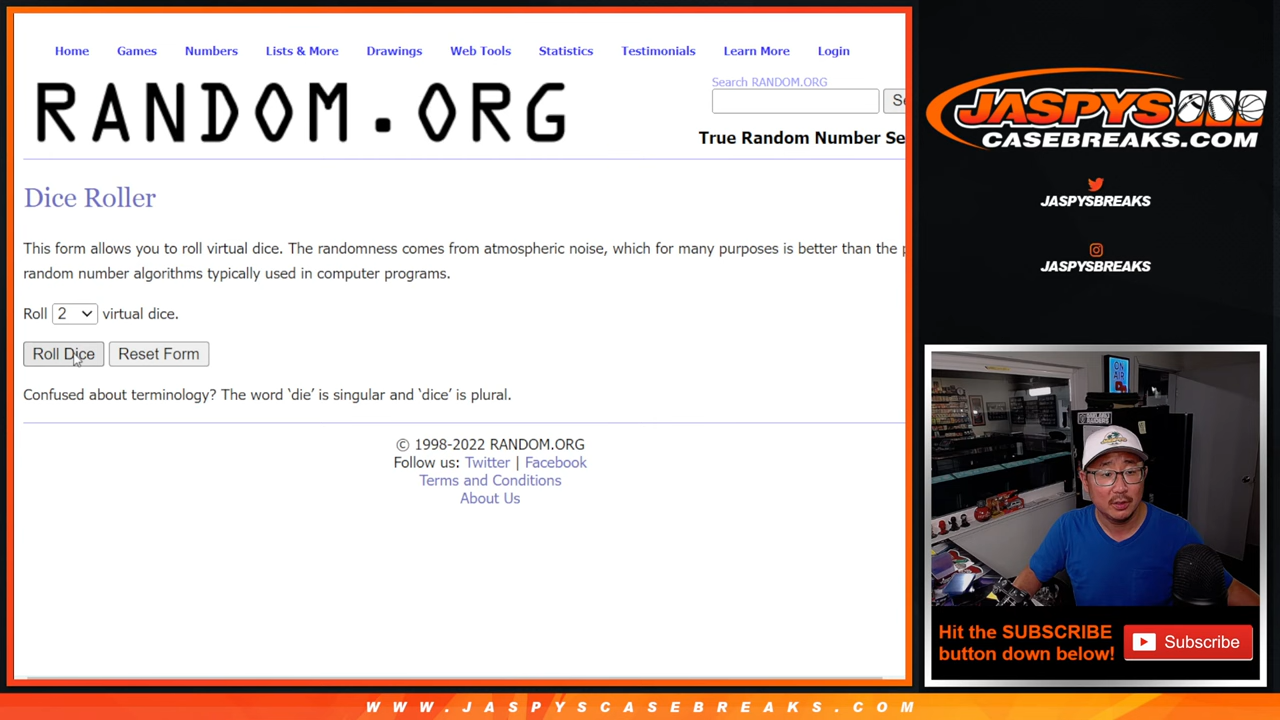 Home Games Numbers Lists & More Drawings Web Tools Statistics Testimonials Learn More Login
RANDOM.ORG
Search RANDOM.ORG
True Random Number Se
Dice Roller
This form allows you to roll virtual dice. The randomness comes from atmospheric noise, which for many purposes is better than the p
random number algorithms typically used in computer programs.
Roll 2 virtual dice.
Roll Dice Reset Form
Confused about terminology? The word ‘die’ is singular and ‘dice’ is plural.
© 1998-2022 RANDOM.ORG
Follow us: Twitter | Facebook
Terms and Conditions
About Us
JASPYS
CASEBREAKS.COM
JASPYSBREAKS
JASPYSBREAKS
ON
AIR
Hit the SUBSCRIBE
button down below!
Subscribe
WWW.JASPYSCASEBREAKS.COM